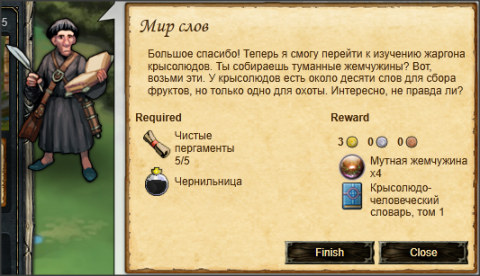 5
Мир слов
Большое спасибо! Теперь я смогу перейти к изучению жаргона
крысолюдов. Ты собираешь туманные жемчужины? Вот,
возьми эти. У крысолюдов есть около десяти слов для сбора
фруктов, но только одно для охоты. Интересно, не правда ли?
Required
Чистые
пергаменты
5/5
Чернильница
Reward
3 0 0
Мутная жемчужина
x4
Крысолюдо-
человеческий
словарь, том 1
Finish
Close